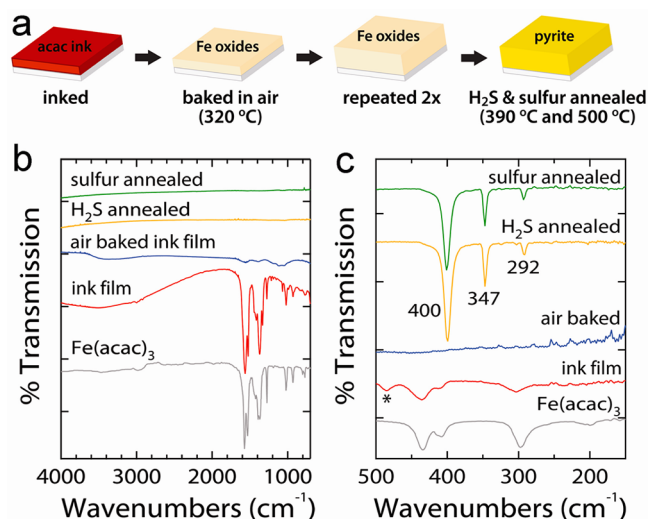 a
acac ink
Fe oxides
Fe oxides
pyrite
inked
baked in air
(320 ºC)
repeated 2x
H₂S & sulfur annealed
(390 ºC and 500 ºC)
b
sulfur annealed
H₂S annealed
air baked ink film
ink film
Fe(acac)₃
% Transmission
4000 3000 2000 1000
Wavenumbers (cm⁻¹)
c
sulfur annealed
H₂S annealed
292
347
400
air baked
ink film
*
Fe(acac)₃
% Transmission
500 400 300 200
Wavenumbers (cm⁻¹)